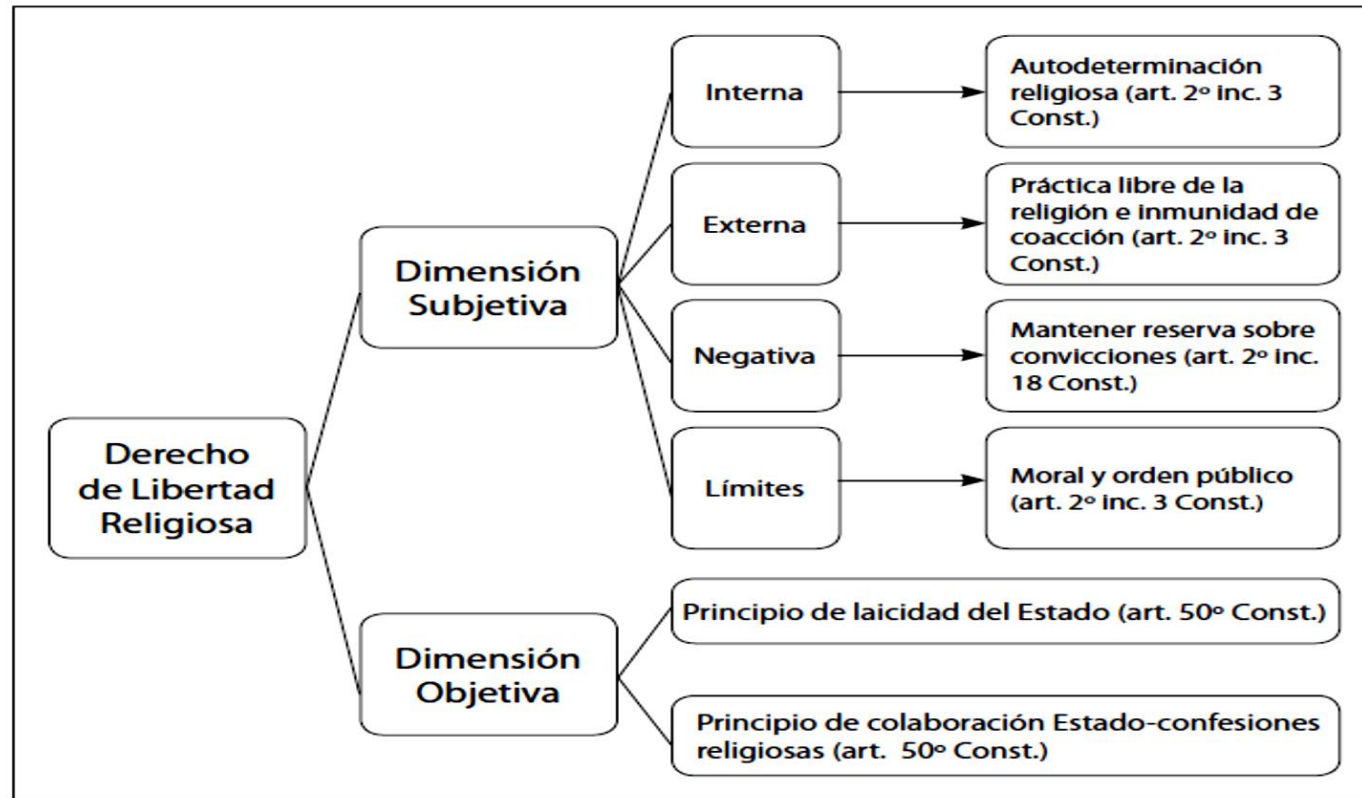 Derecho
de Libertad
Religiosa
Dimensión
Subjetiva
Interna
Autodeterminación
religiosa (art. 2º inc. 3
Const.)
Externa
Práctica libre de la
religión e inmunidad de
coacción (art. 2º inc. 3
Const.)
Negativa
Mantener reserva sobre
convicciones (art. 2º inc.
18 Const.)
Límites
Moral y orden público
(art. 2º inc. 3 Const.)
Dimensión
Objetiva
Principio de laicidad del Estado (art. 50º Const.)
Principio de colaboración Estado-confesiones
religiosas (art. 50º Const.)